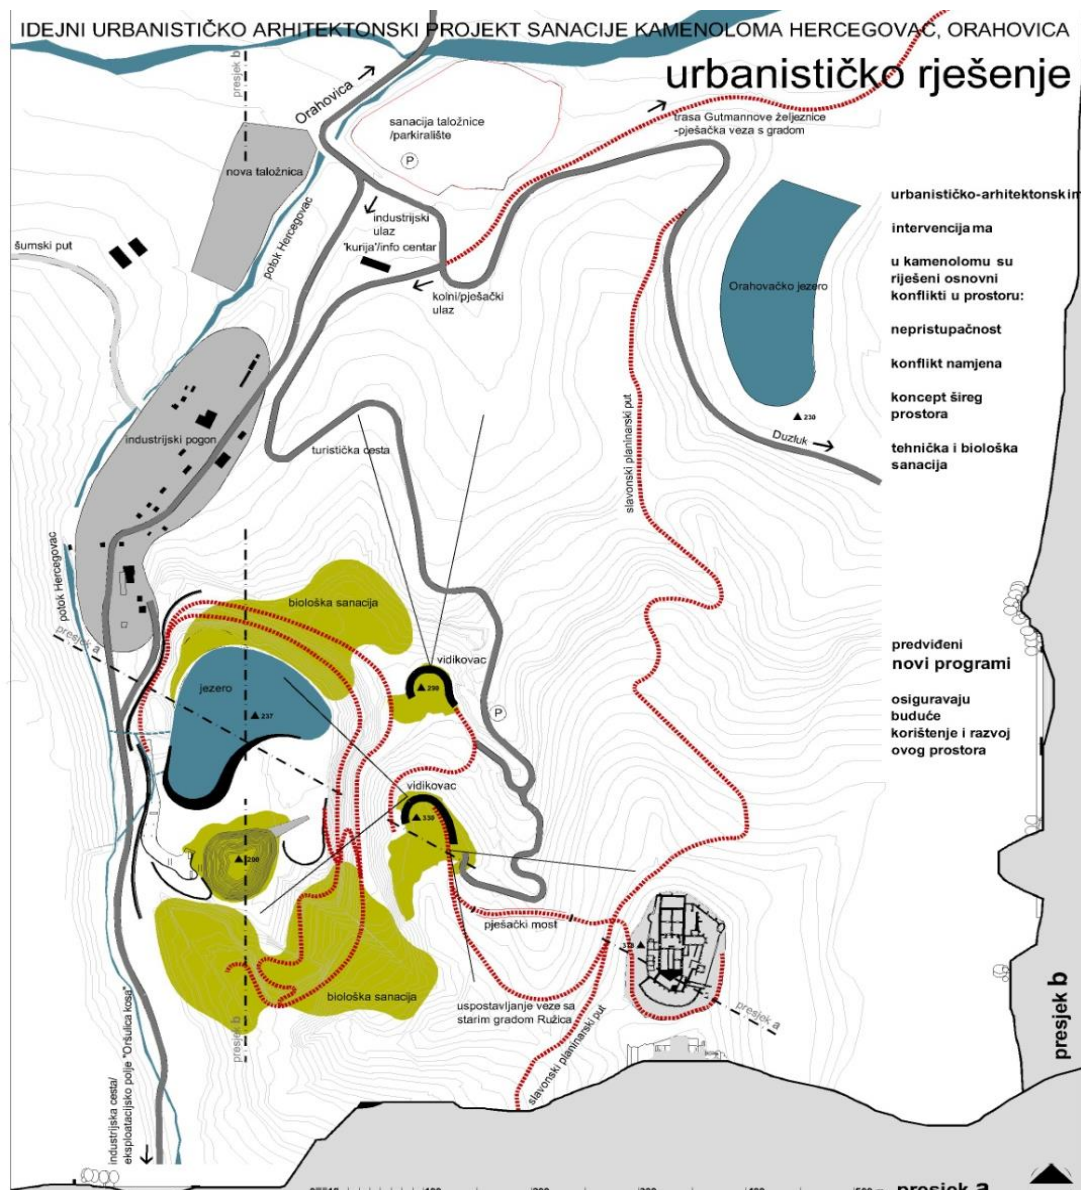 IDEJNI URBANISTIČKO ARHITEKTONSKI PROJEKT SANACIJE KAMENOLOMA HERCEGOVAC, ORAHOVICA
urbanističko rješenje
presjek b
Orahovica
sanacija taložnice
/parkiralište
P
trasa Gutmannove željeznice
-pješačka veza s gradom
nova taložnica
potok Hercegovac
industrijski
ulaz
'kurija'/info centar
kolni/pješački
ulaz
šumski put
Orahovačko jezero
230
Duzluk
urbanističko-arhitektonskim
intervencijama
u kamenolomu su
riješeni osnovni
konflikti u prostoru:
nepristupačnost
konflikt namjena
koncept šireg
prostora
tehnička i biološka
sanacija
industrijski pogon
turistička cesta
slavonski planinarski put
potok Hercegovac
presjek a
biološka sanacija
vidikovac
jezero
237
P
predviđeni
novi programi
osiguravaju
buduće
korištenje i razvoj
ovog prostora
vidikovac
330
pješački most
biološka sanacija
uspostavljanje veze sa
starim gradom Ružica
presjek a
presjek b
slavonski planinarski put
industrijska cesta/
eksploatacijsko polje "Oršulica kosa"
presjek b
100
200
300
400
500
presjek a